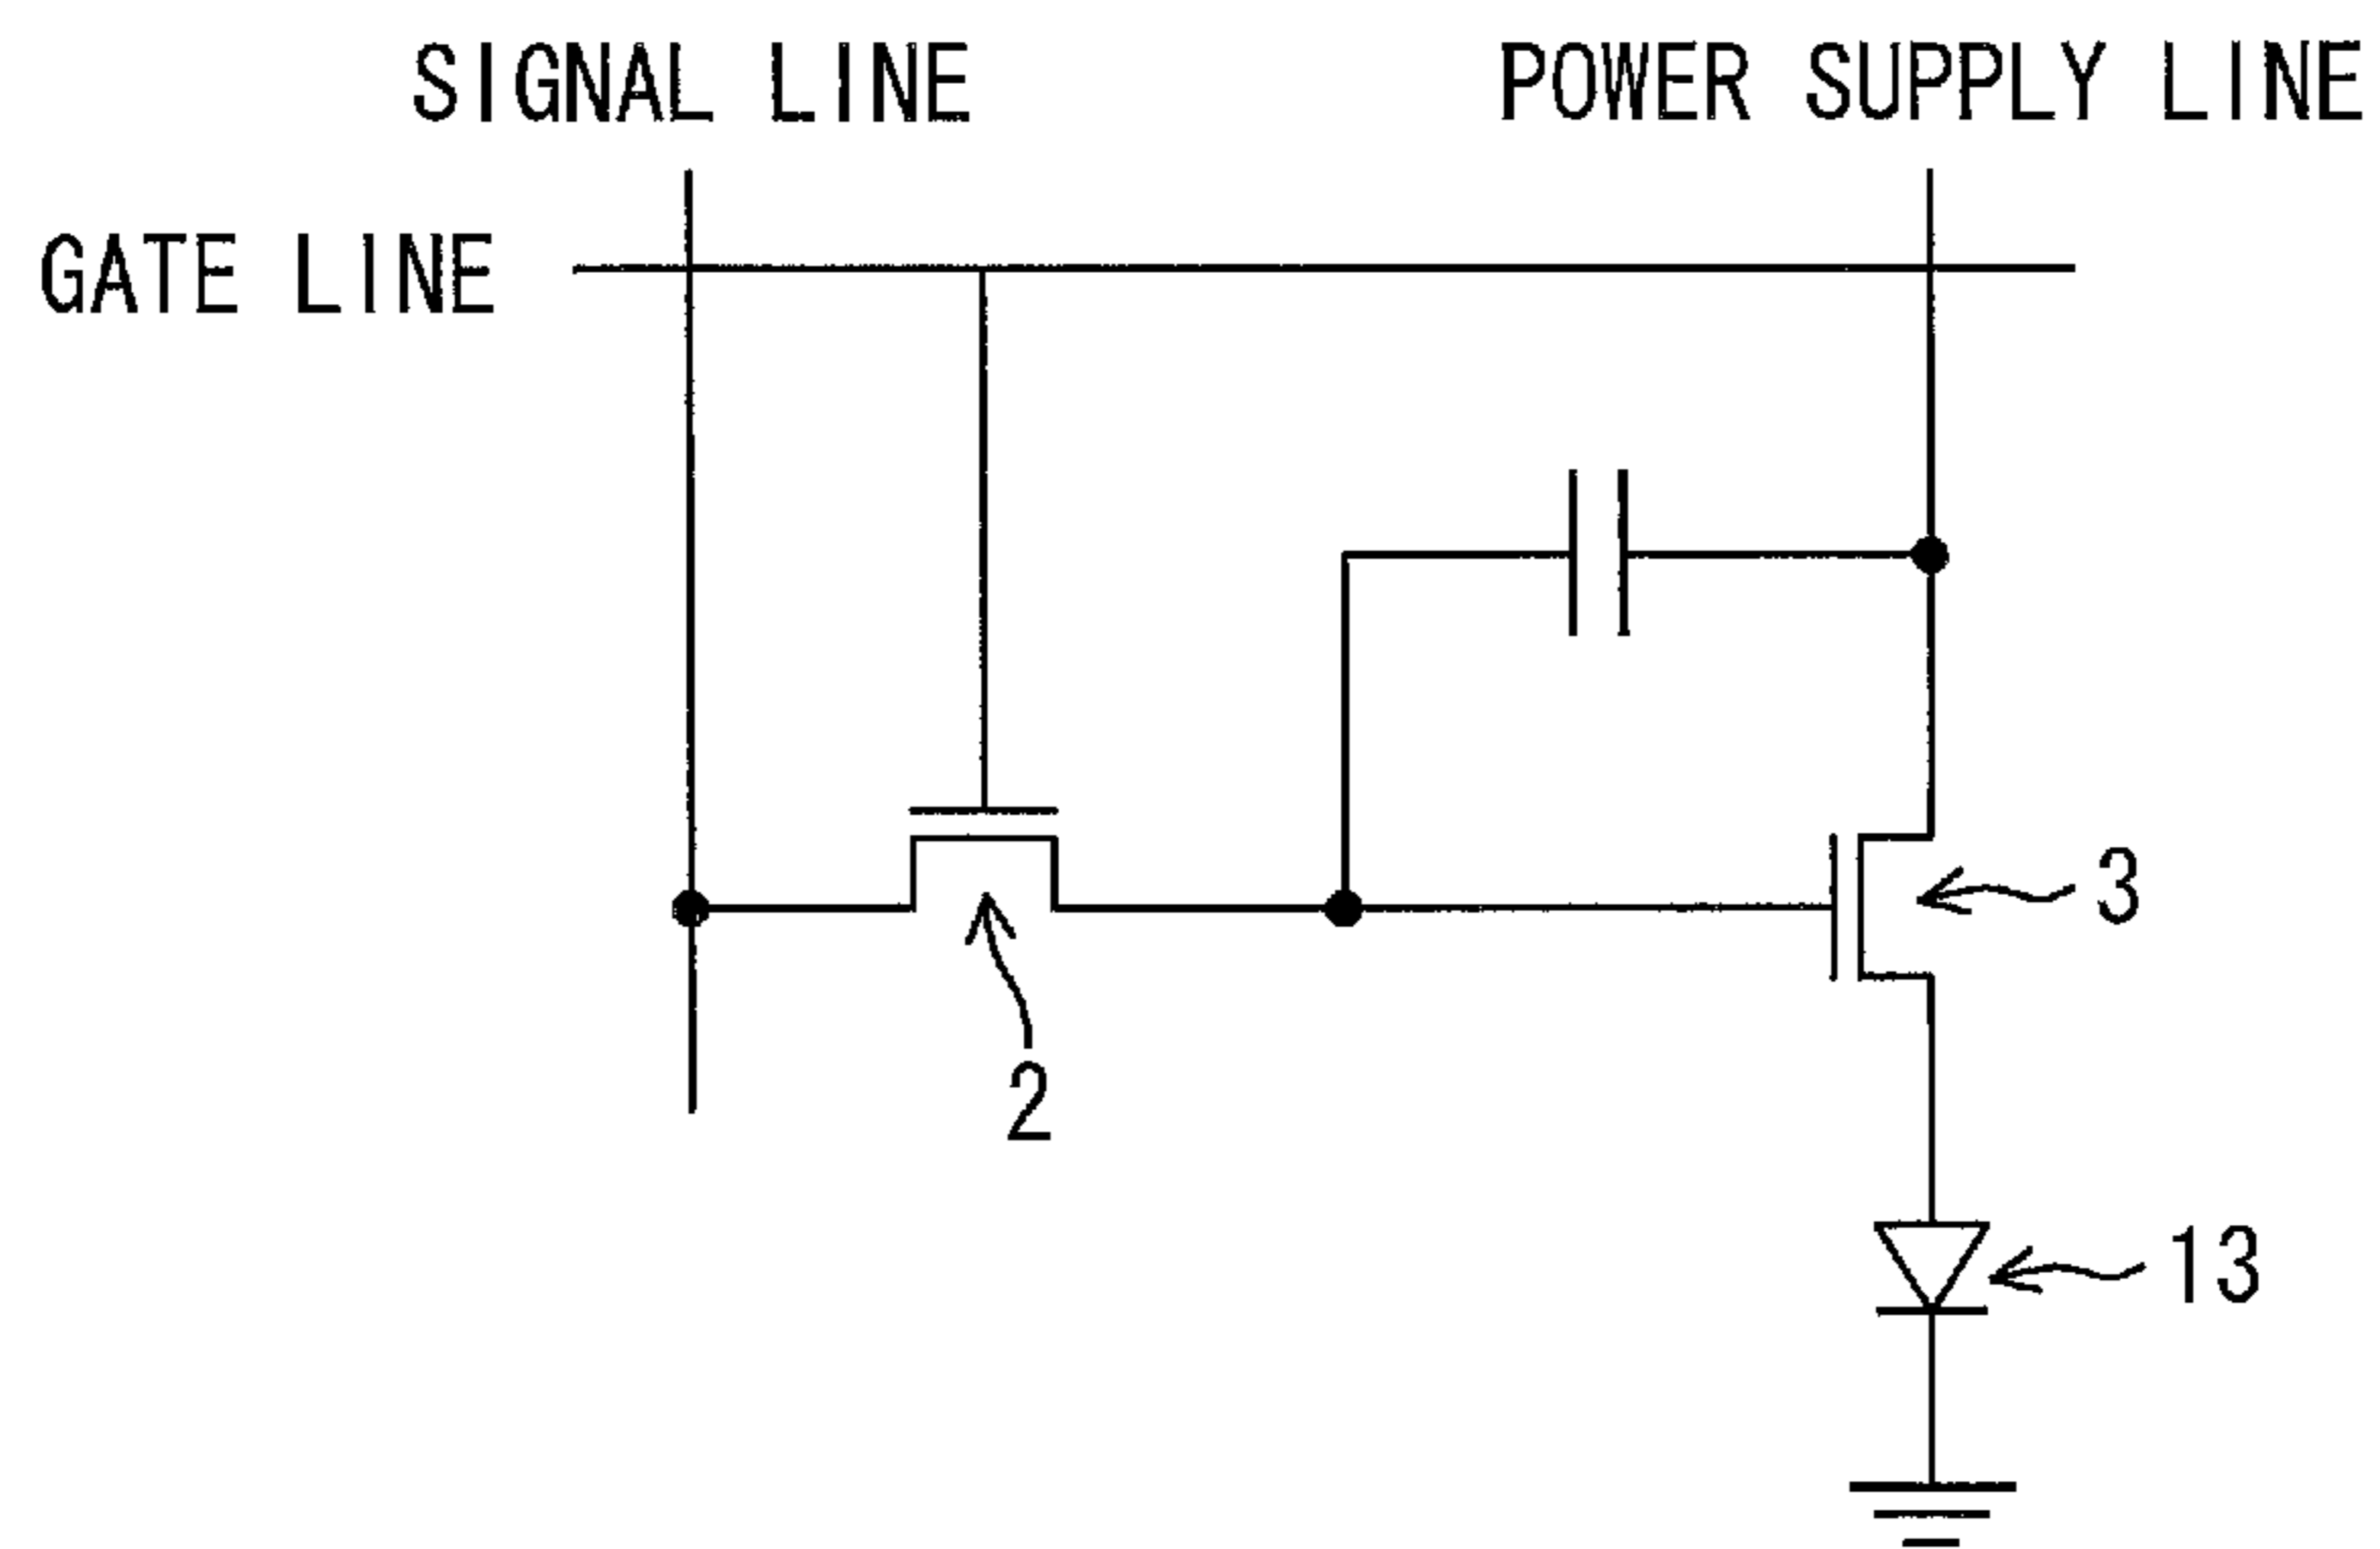 SIGNAL LINE
POWER SUPPLY LINE
GATE LINE
3
2
13